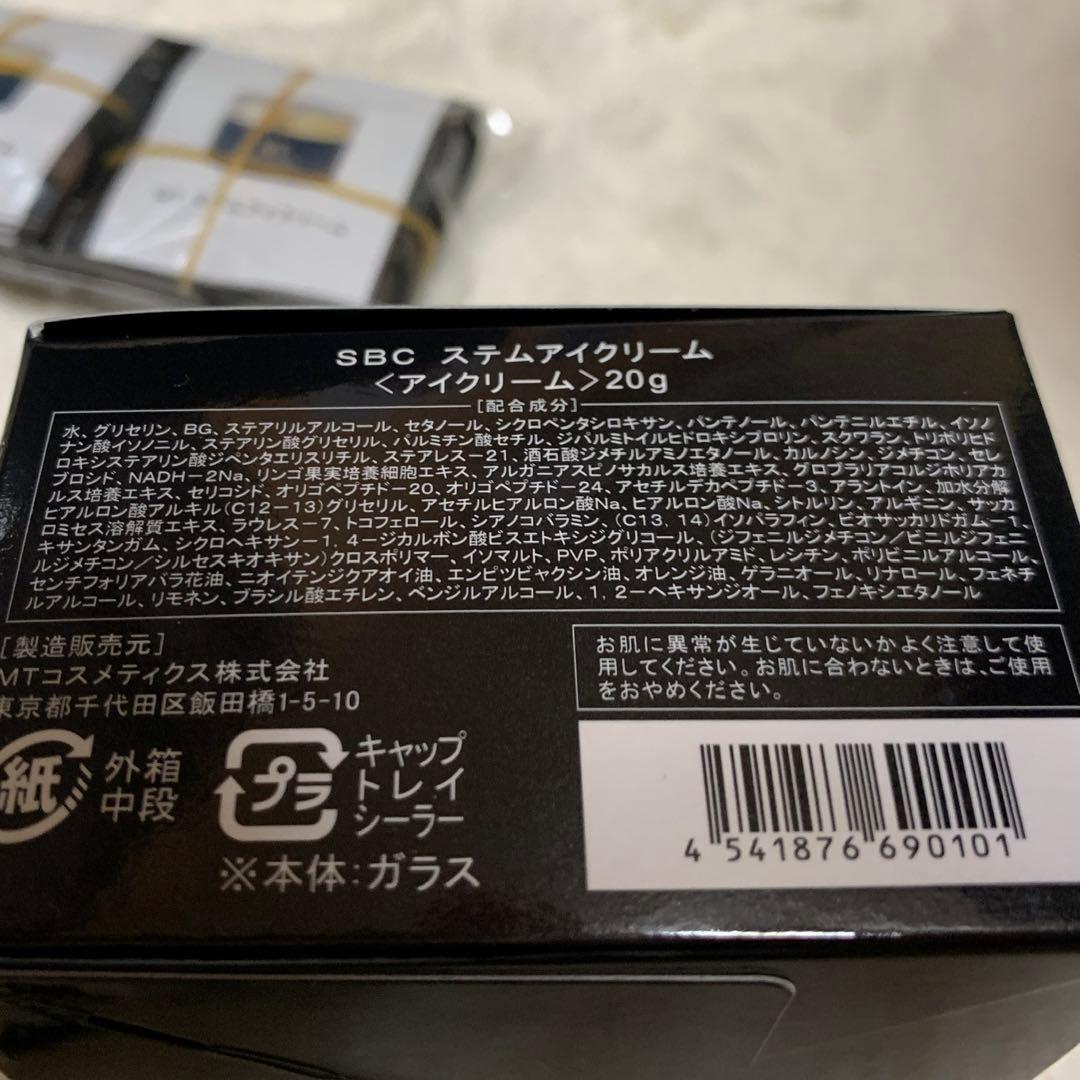 SBC ステムアイクリーム
〈アイクリーム〉20g
[配合成分]
水、グリセリン、BG、ステアリルアルコール、セタノール、シクロペンタシロキサン、パンテノール、パンテニルエチル、イソノ
ナン酸イソノニル、ステアリン酸グリセリル、パルミチン酸セチル、ジパルミトイルヒドロキシプロリン、スクワラン、トリポリヒド
ロキシステアリン酸ジペンタエリスリチル、ステアレス-21、酒石酸ジメチルアミノエタノール、カルノシン、ジメチコン、セレ
ブロシド、NADH-2Na、リンゴ果実培養細胞エキス、アルガニアスピノサカルス培養エキス、グロブラリアコルジホリアカ
ルス培養エキス、セリコシド、オリゴペプチド-20、オリゴペプチド-24、アセチルデカペプチド-3、アラントイン、加水分解
ヒアルロン酸アルキル(C12-13)グリセリル、アセチルヒアルロン酸Na、ヒアルロン酸Na、シトルリン、アルギニン、サッカ
ロミセス溶解質エキス、ラウレス-7、トコフェロール、シアノコバラミン、(C13, 14)イソパラフィン、ビオサッカリドガム-1、
キサンタンガム、シクロヘキサン-1, 4-ジカルボン酸ビスエトキシジグリコール、(ジフェニルジメチコン/ビニルジフェニ
ルジメチコン/シルセスキオキサン)クロスポリマー、イソマルト、PVP、ポリアクリルアミド、レシチン、ポリビニルアルコール、
センチフォリアバラ花油、ニオイテンジクアオイ油、エンピツビャクシン油、オレンジ油、ゲラニオール、リナロール、フェネチ
ルアルコール、リモネン、ブラシル酸エチレン、ベンジルアルコール、1, 2-ヘキサンジオール、フェノキシエタノール
[製造販売元]
MTコスメティクス株式会社
東京都千代田区飯田橋1-5-10
お肌に異常が生じていないかよく注意して使
用してください。お肌に合わないときは、ご使用
をおやめください。
紙
外箱
中段
プラ
キャップ
トレイ
シーラー
※本体:ガラス
4 541876 690101